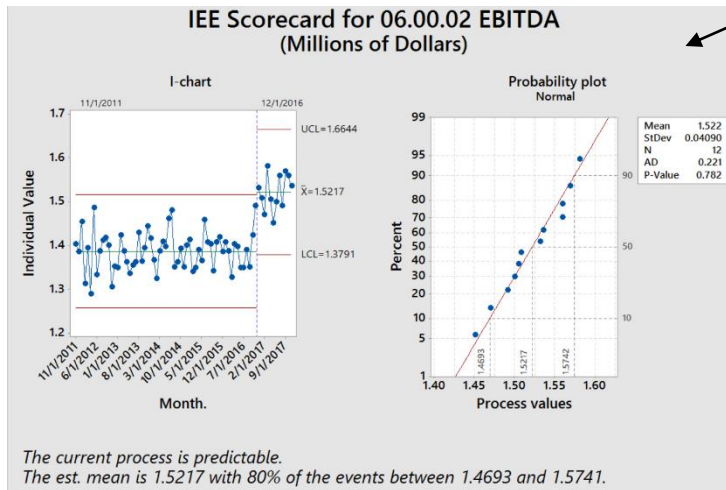 IEE Scorecard for 06.00.02 EBITDA
(Millions of Dollars)
I-chart
11/1/2011
12/1/2016
1.7
1.6
1.5
1.4
1.3
1.2
Individual Value
UCL=1.6644
X̄=1.5217
LCL=1.3791
11/1/2011
6/1/2012
1/1/2013
8/1/2013
3/1/2014
10/1/2014
5/1/2015
12/1/2015
7/1/2016
2/1/2017
9/1/2017
Month.
Probability plot
Normal
99
95
90
80
70
60
50
40
30
20
10
5
1
Percent
90
50
10
1.4693
1.5217
1.5742
1.40
1.45
1.50
1.55
1.60
Process values
Mean 1.522
StDev 0.04090
N 12
AD 0.221
P-Value 0.782
The current process is predictable.
The est. mean is 1.5217 with 80% of the events between 1.4693 and 1.5741.